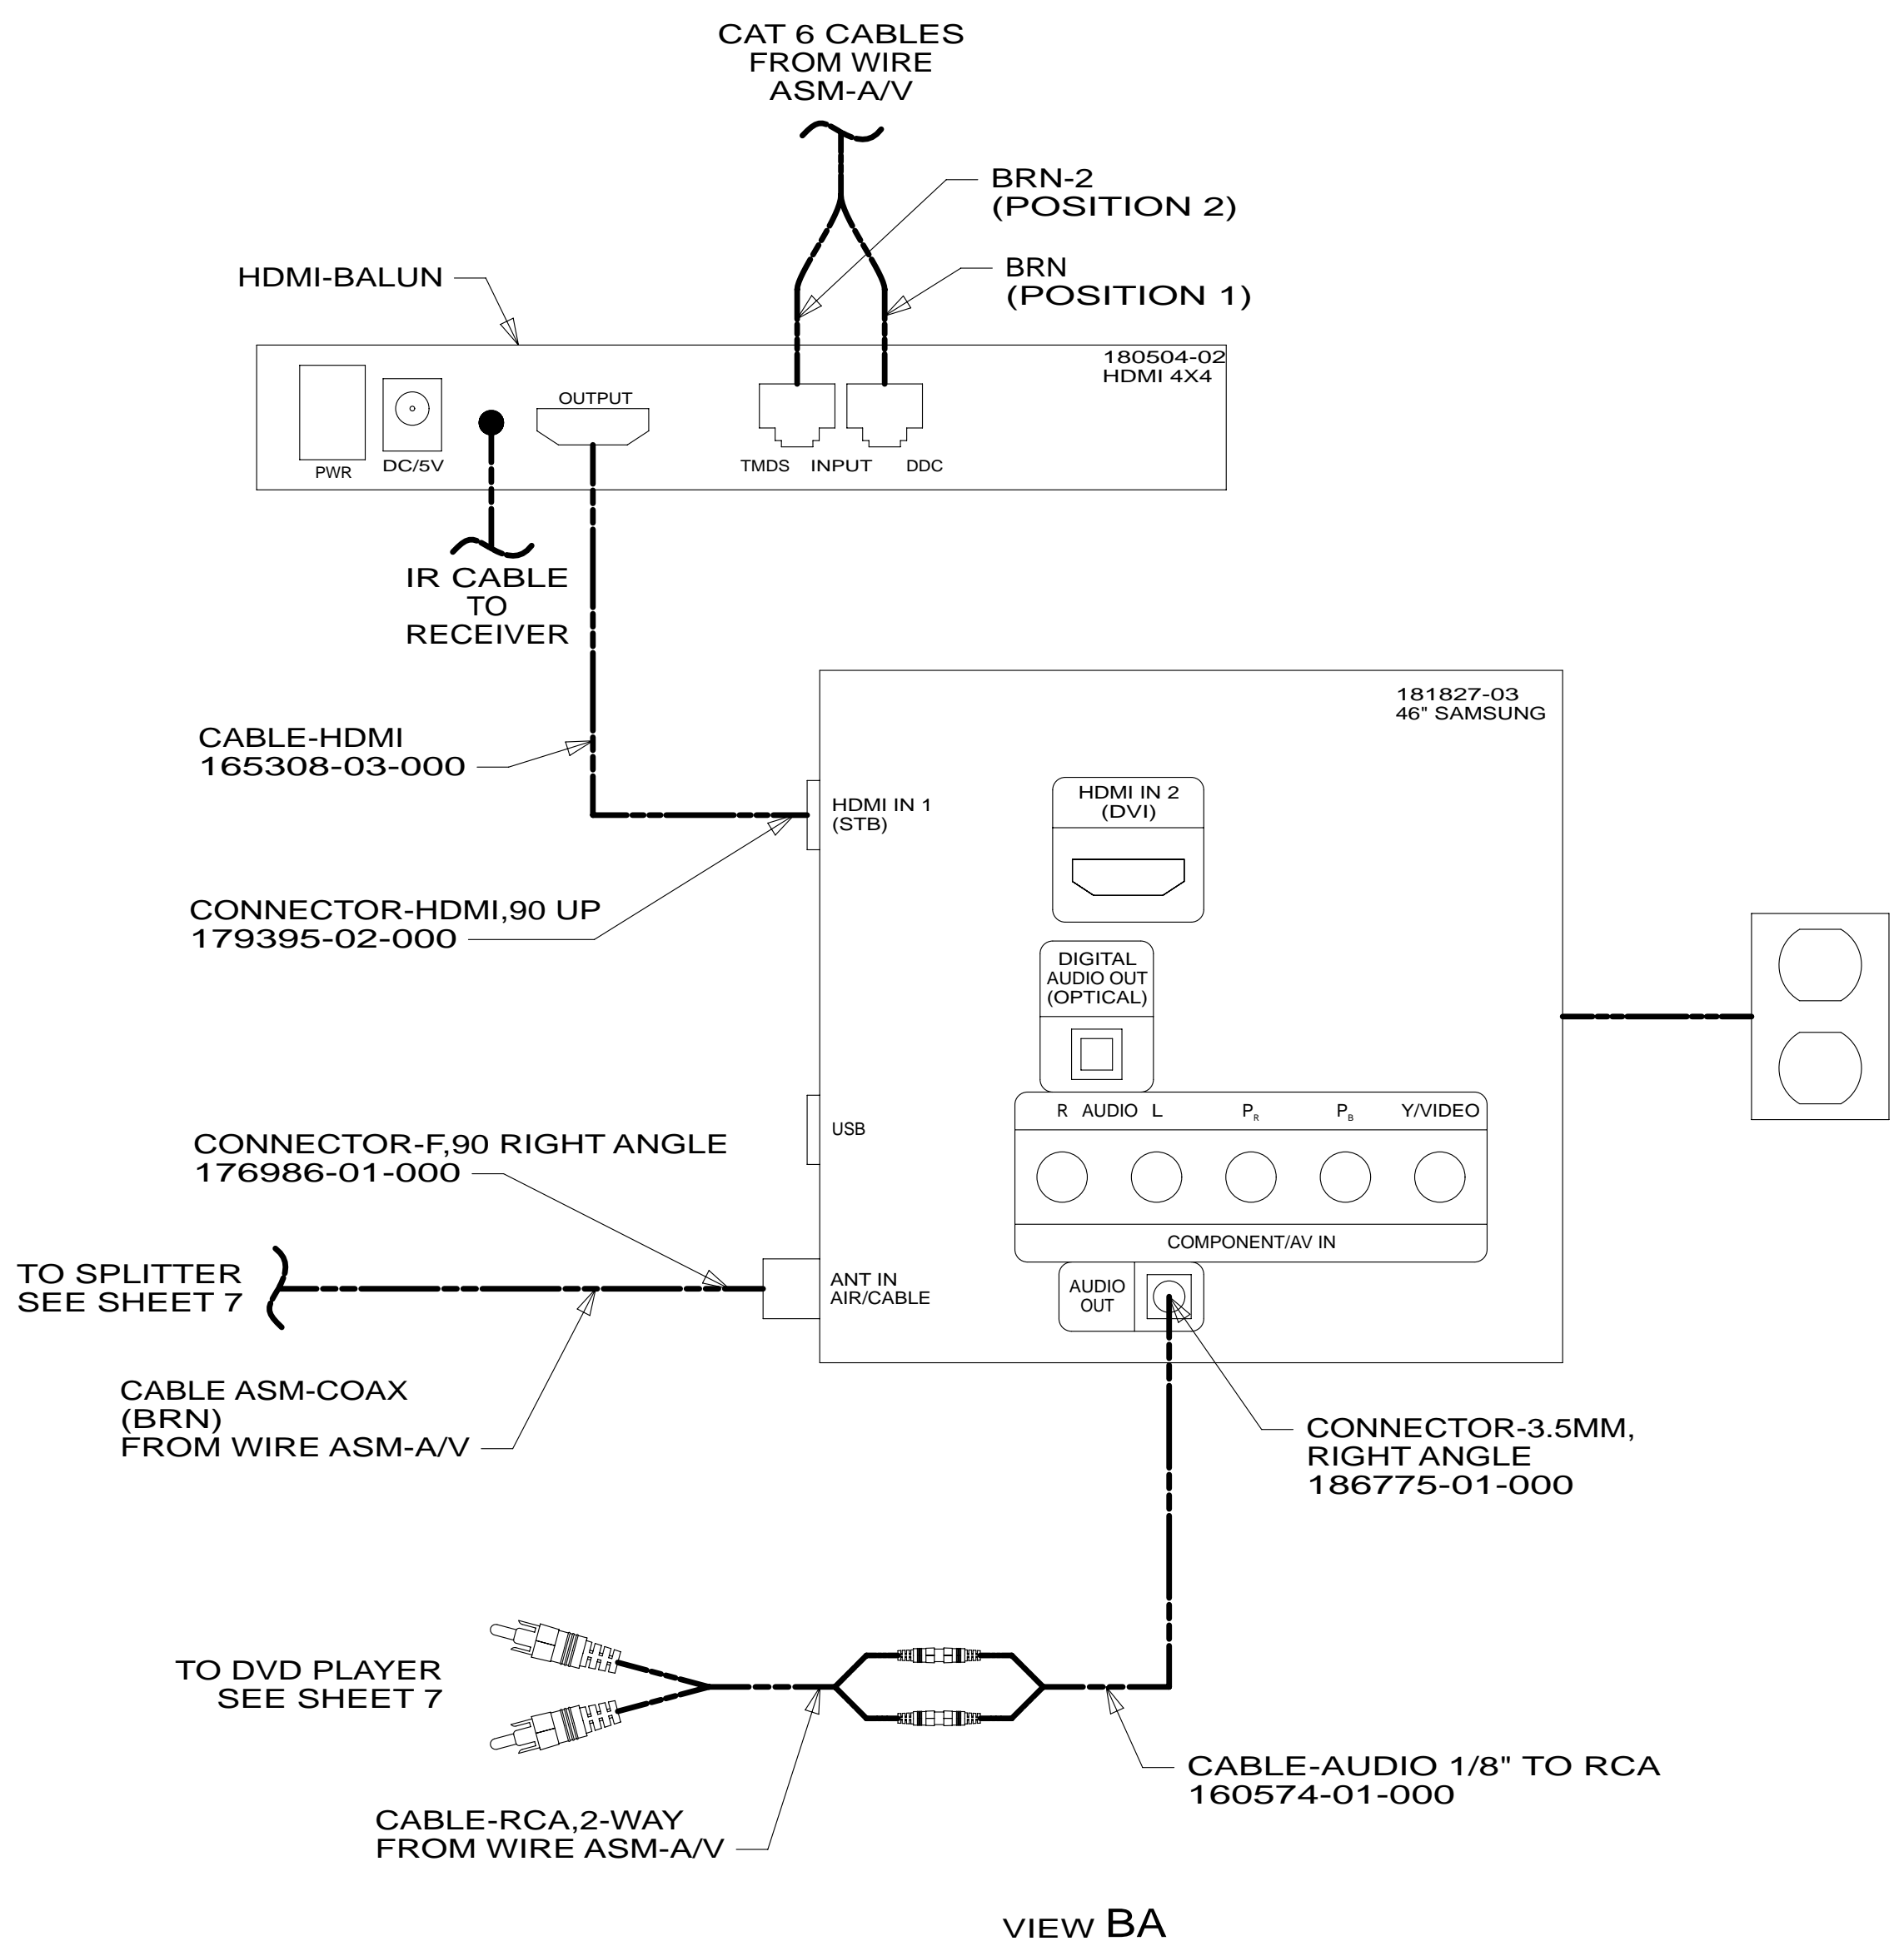 CAT 6 CABLES
FROM WIRE
ASM-A/V
BRN-2
(POSITION 2)
BRN
(POSITION 1)
HDMI-BALUN
180504-02
HDMI 4X4
OUTPUT
PWR
DC/5V
TMDS INPUT DDC
IR CABLE
TO
RECEIVER
181827-03
46" SAMSUNG
CABLE-HDMI
165308-03-000
HDMI IN 1
(STB)
HDMI IN 2
(DVI)
CONNECTOR-HDMI,90 UP
179395-02-000
DIGITAL
AUDIO OUT
(OPTICAL)
R AUDIO L PR PB Y/VIDEO
USB
CONNECTOR-F,90 RIGHT ANGLE
176986-01-000
COMPONENT/AV IN
TO SPLITTER
SEE SHEET 7
ANT IN
AIR/CABLE
AUDIO
OUT
CABLE ASM-COAX
(BRN)
FROM WIRE ASM-A/V
CONNECTOR-3.5MM,
RIGHT ANGLE
186775-01-000
TO DVD PLAYER
SEE SHEET 7
CABLE-AUDIO 1/8" TO RCA
160574-01-000
CABLE-RCA,2-WAY
FROM WIRE ASM-A/V
VIEW BA